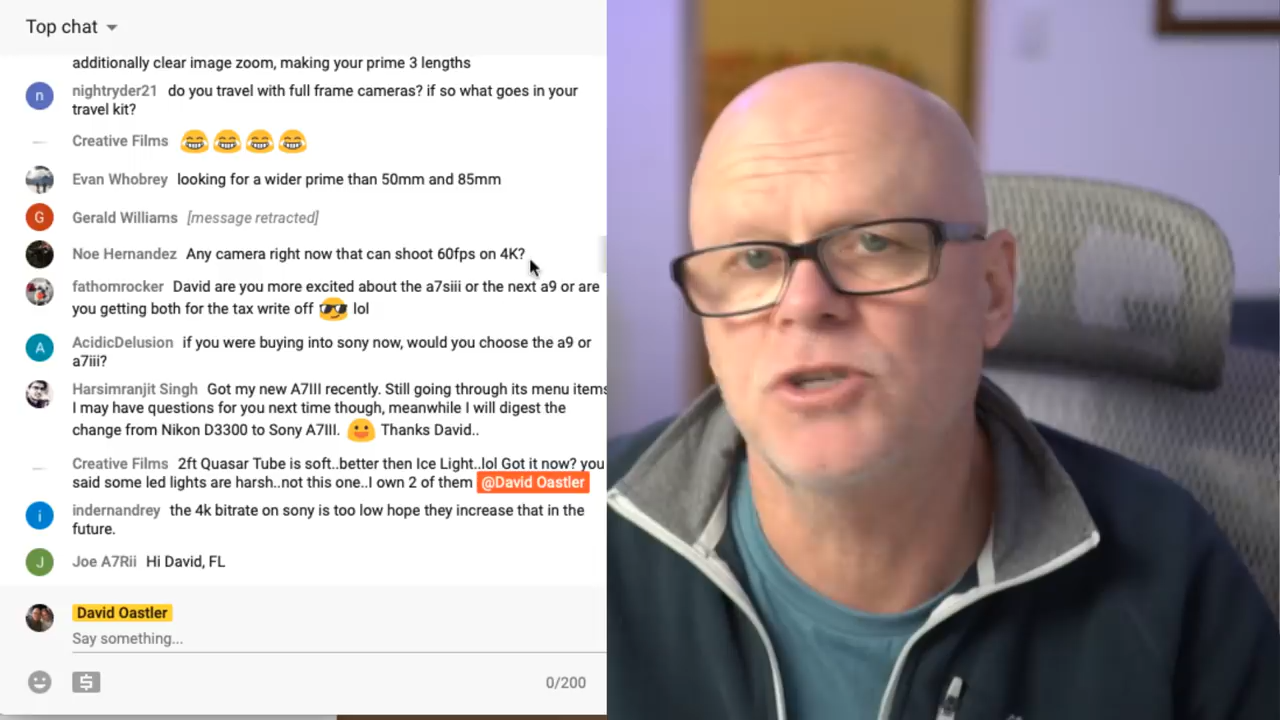 Top chat
additionally clear image zoom, making your prime 3 lengths
n nightryder21 do you travel with full frame cameras? if so what goes in your
travel kit?
Creative Films 😂😂😂😂
Evan Whobrey looking for a wider prime than 50mm and 85mm
G Gerald Williams [message retracted]
Noe Hernandez Any camera right now that can shoot 60fps on 4K?
fathomrocker David are you more excited about the a7siii or the next a9 or are
you getting both for the tax write off 😎 lol
A AcidicDelusion if you were buying into sony now, would you choose the a9 or
a7iii?
Harsimranjit Singh Got my new A7III recently. Still going through its menu items
I may have questions for you next time though, meanwhile I will digest the
change from Nikon D3300 to Sony A7III. 😃 Thanks David..
Creative Films 2ft Quasar Tube is soft..better then Ice Light..lol Got it now? you
said some led lights are harsh..not this one..I own 2 of them @David Oastler
i indernandrey the 4k bitrate on sony is too low hope they increase that in the
future.
J Joe A7Rii Hi David, FL
David Oastler
Say something...
$ 0/200